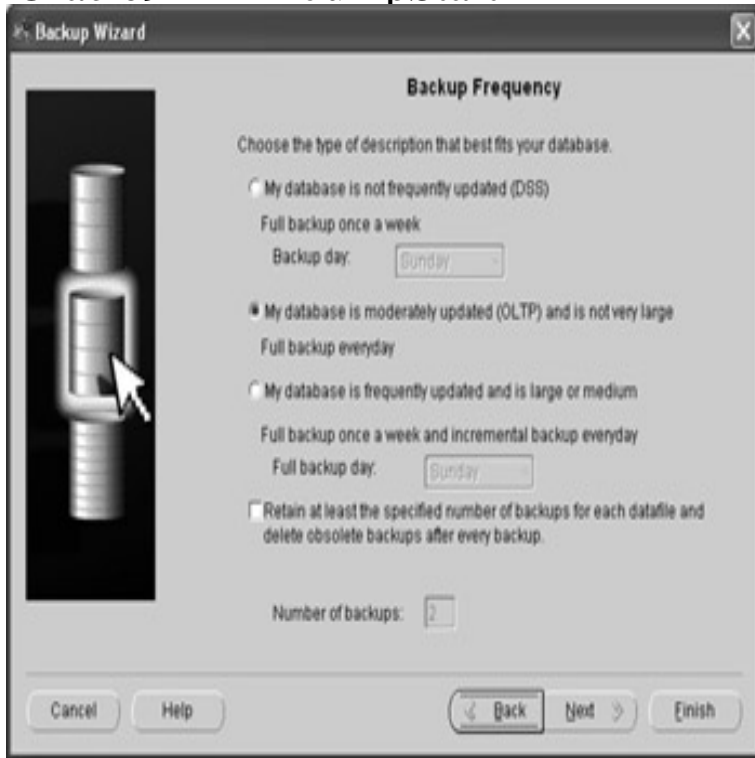 Backup Wizard
Backup Frequency
Choose the type of description that best fits your database.
My database is not frequently updated (DSS)
Full backup once a week
Backup day: Sunday
My database is moderately updated (OLTP) and is not very large
Full backup everyday
My database is frequently updated and is large or medium
Full backup once a week and incremental backup everyday
Full backup day: Sunday
Retain at least the specified number of backups for each datafile and
delete obsolete backups after every backup.
Number of backups: 2
Cancel Help Back Next Finish